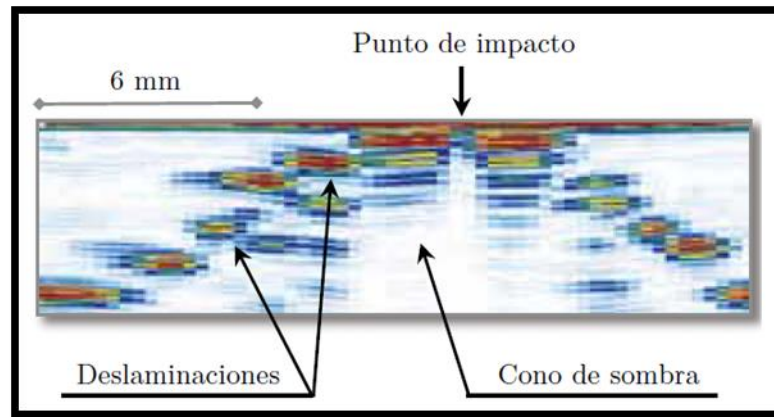 Punto de impacto
6 mm
Deslaminaciones
Cono de sombra